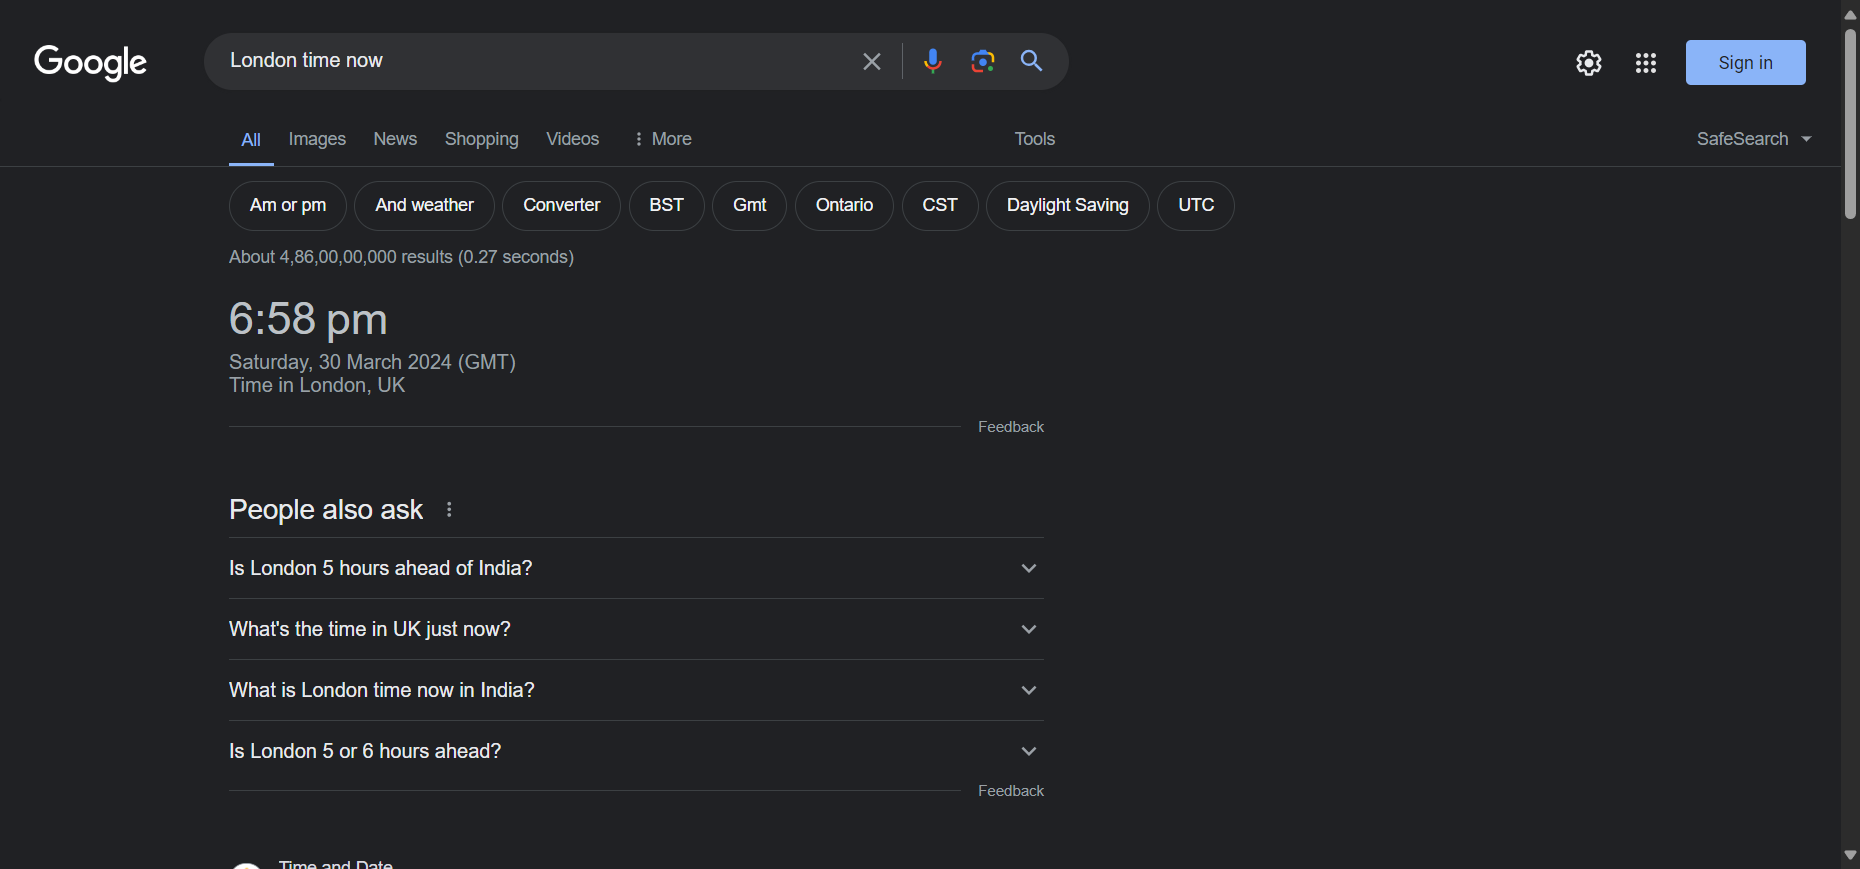 Google
London time now
Sign in
All Images News Shopping Videos More Tools SafeSearch
Am or pm And weather Converter BST Gmt Ontario CST Daylight Saving UTC
About 4,86,00,00,000 results (0.27 seconds)
6:58 pm
Saturday, 30 March 2024 (GMT)
Time in London, UK
Feedback
People also ask
Is London 5 hours ahead of India?
What's the time in UK just now?
What is London time now in India?
Is London 5 or 6 hours ahead?
Feedback
Time and Date